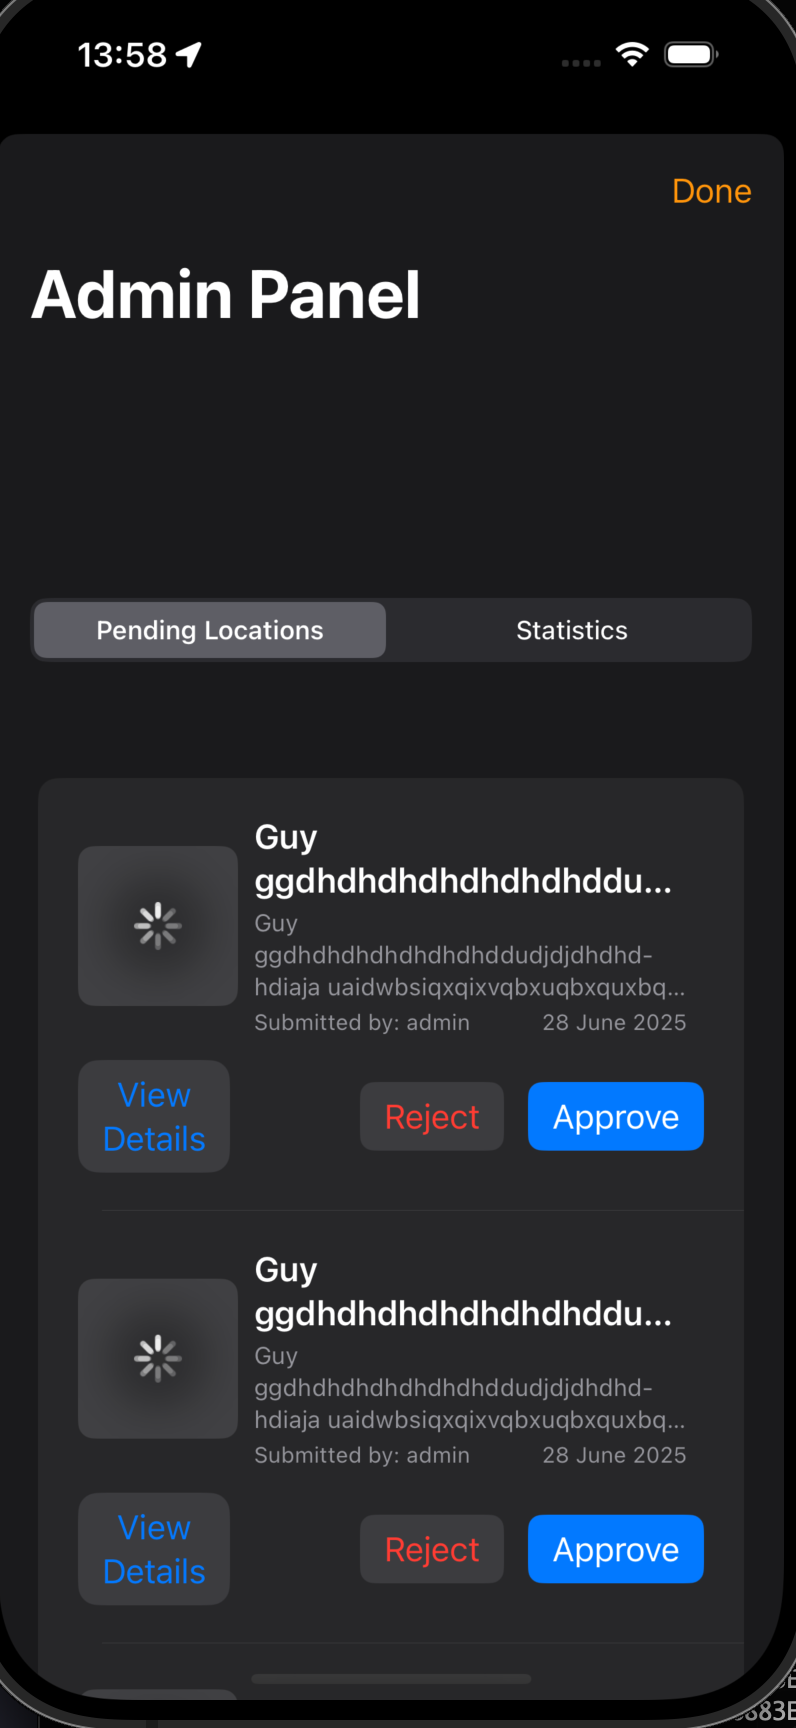 13:58
Done
Admin Panel
Pending Locations
Statistics
Guy
ggdhdhdhdhdhdhdhddu...
Guy
ggdhdhdhdhdhdhdhddudjdjdhdhd-
hdiaja uaidwbsiqxqixvqbxuqbxquxbq...
Submitted by: admin
28 June 2025
View
Details
Reject
Approve
Guy
ggdhdhdhdhdhdhdhddu...
Guy
ggdhdhdhdhdhdhdhddudjdjdhdhd-
hdiaja uaidwbsiqxqixvqbxuqbxquxbq...
Submitted by: admin
28 June 2025
View
Details
Reject
Approve